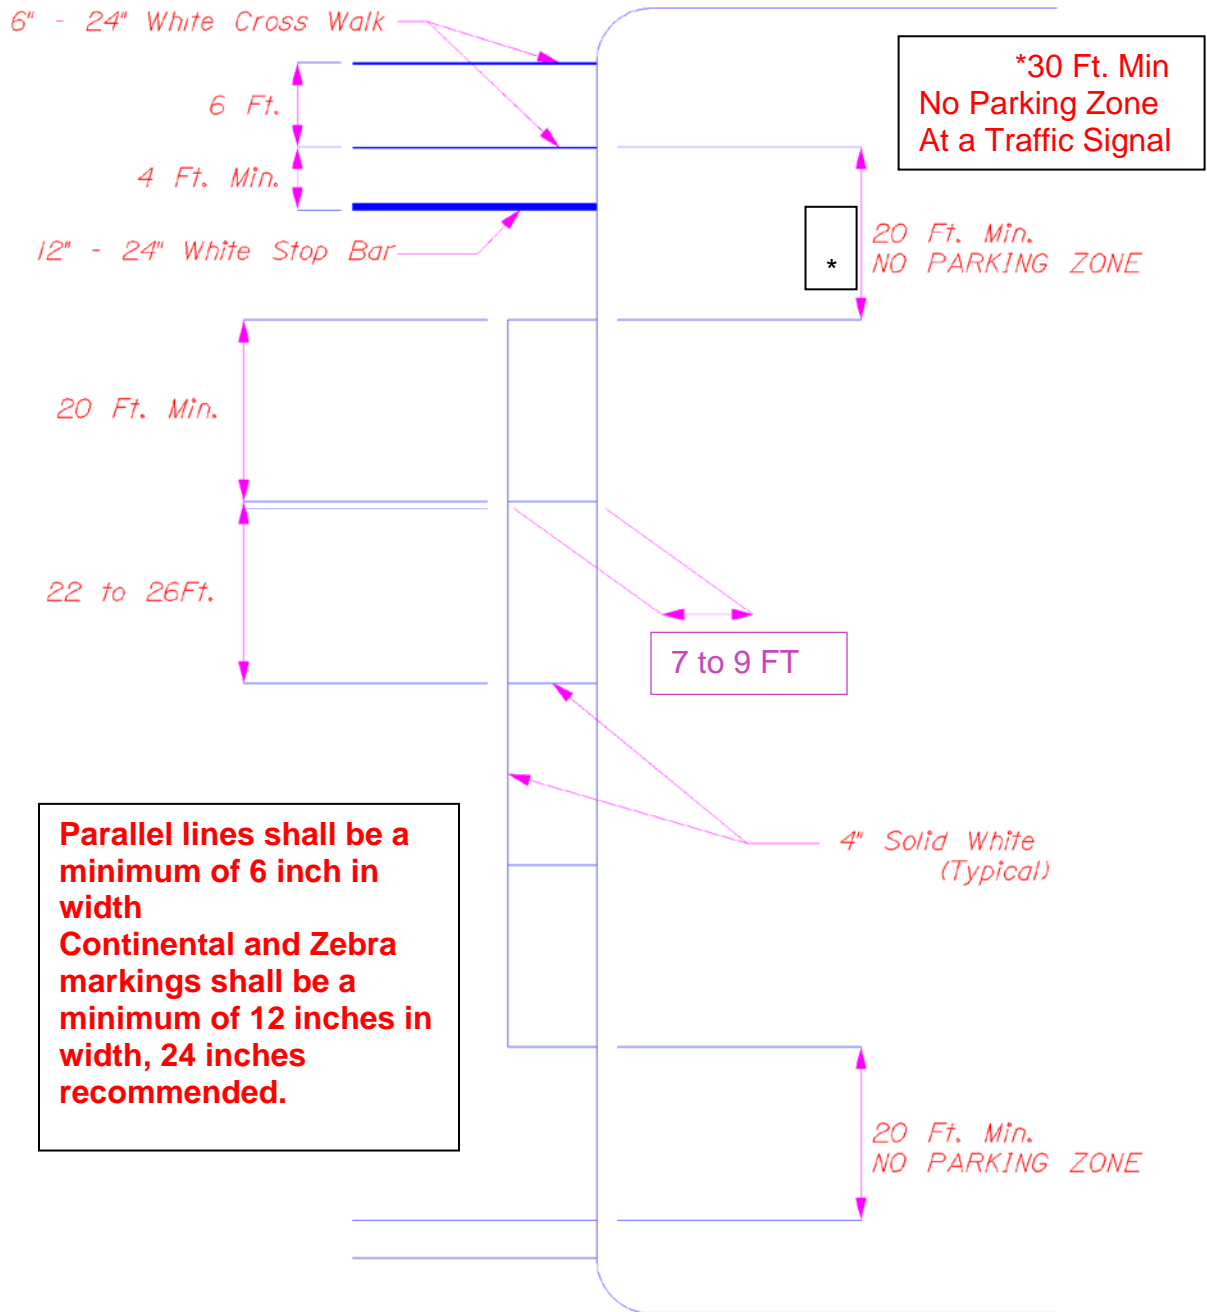 6" - 24" White Cross Walk
*30 Ft. Min
No Parking Zone
At a Traffic Signal
6 Ft.
4 Ft. Min.
12" - 24" White Stop Bar
*
20 Ft. Min.
NO PARKING ZONE
20 Ft. Min.
22 to 26Ft.
7 to 9 FT
Parallel lines shall be a
minimum of 6 inch in
width
Continental and Zebra
markings shall be a
minimum of 12 inches in
width, 24 inches
recommended.
4" Solid White
(Typical)
20 Ft. Min.
NO PARKING ZONE